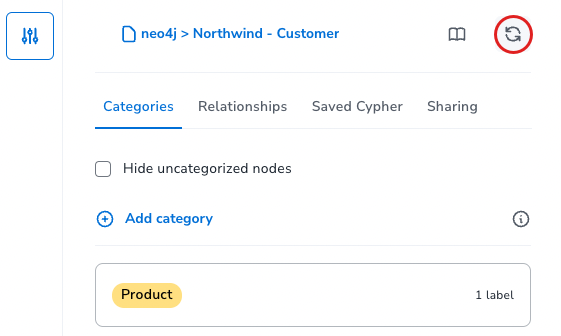 neo4j > Northwind - Customer
Categories Relationships Saved Cypher Sharing
Hide uncategorized nodes
Add category
Product 1 label